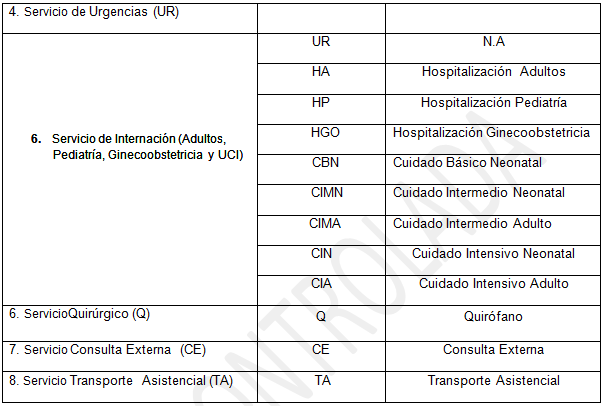 4. Servicio de Urgencias (UR)
UR N.A
HA Hospitalización Adultos
HP Hospitalización Pediatría
6. Servicio de Internación (Adultos,
Pediatría, Ginecoobstetricia y UCI)
HGO Hospitalización Ginecoobstetricia
CBN Cuidado Básico Neonatal
CIMN Cuidado Intermedio Neonatal
CIMA Cuidado Intermedio Adulto
CIN Cuidado Intensivo Neonatal
CIA Cuidado Intensivo Adulto
6. ServicioQuirúrgico (Q) Q Quirófano
7. Servicio Consulta Externa (CE) CE Consulta Externa
8. Servicio Transporte Asistencial (TA) TA Transporte Asistencial
ONTROLADA